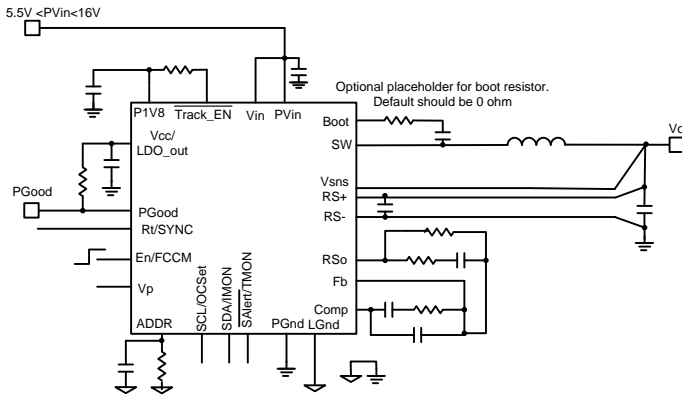 5.5V <PVin<16V
Optional placeholder for boot resistor.
Default should be 0 ohm
P1V8
Track_EN
Vin
PVin
Boot
Vcc/
LDO_out
SW
Vo
Vsns
RS+
PGood
PGood
RS-
Rt/SYNC
En/FCCM
RSo
Fb
Vp
Comp
ADDR
SCL/OCSet
SDA/IMON
SAlert/TMON
PGnd
LGnd